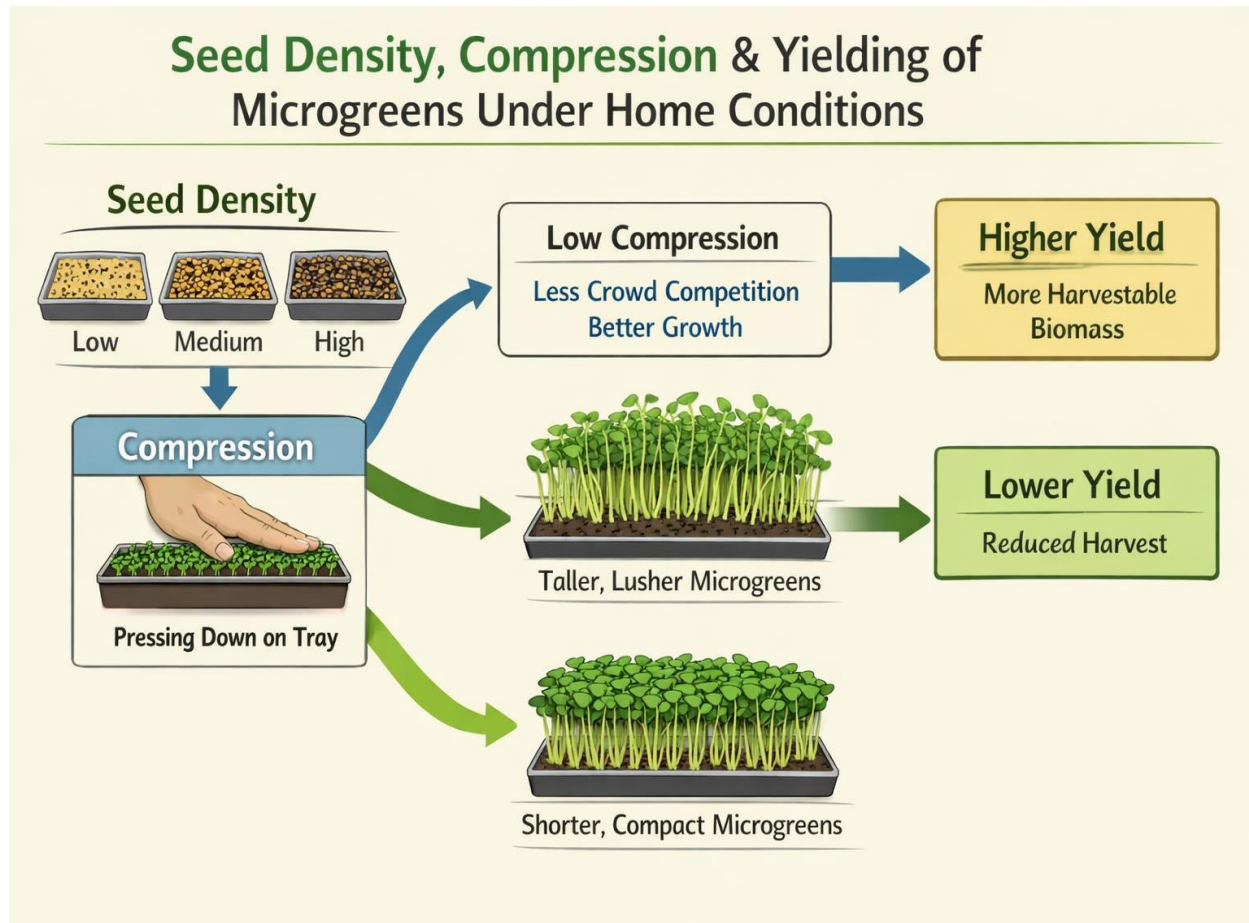 Seed Density, Compression & Yielding of
Microgreens Under Home Conditions
Seed Density
Low
Medium
High
Compression
Pressing Down on Tray
Low Compression
Less Crowd Competition
Better Growth
Higher Yield
More Harvestable
Biomass
Taller, Lusher Microgreens
Lower Yield
Reduced Harvest
Shorter, Compact Microgreens